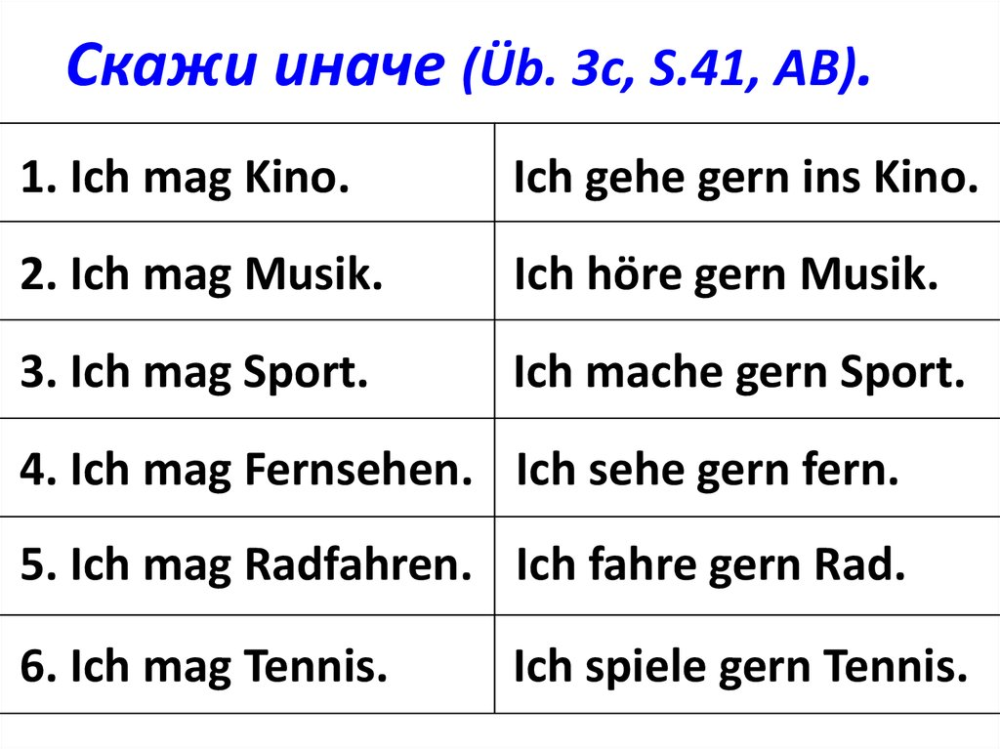 Скажи иначе (Üb. 3c, S.41, AB).
1. Ich mag Kino.
Ich gehe gern ins Kino.
2. Ich mag Musik.
Ich höre gern Musik.
3. Ich mag Sport.
Ich mache gern Sport.
4. Ich mag Fernsehen.
Ich sehe gern fern.
5. Ich mag Radfahren.
Ich fahre gern Rad.
6. Ich mag Tennis.
Ich spiele gern Tennis.